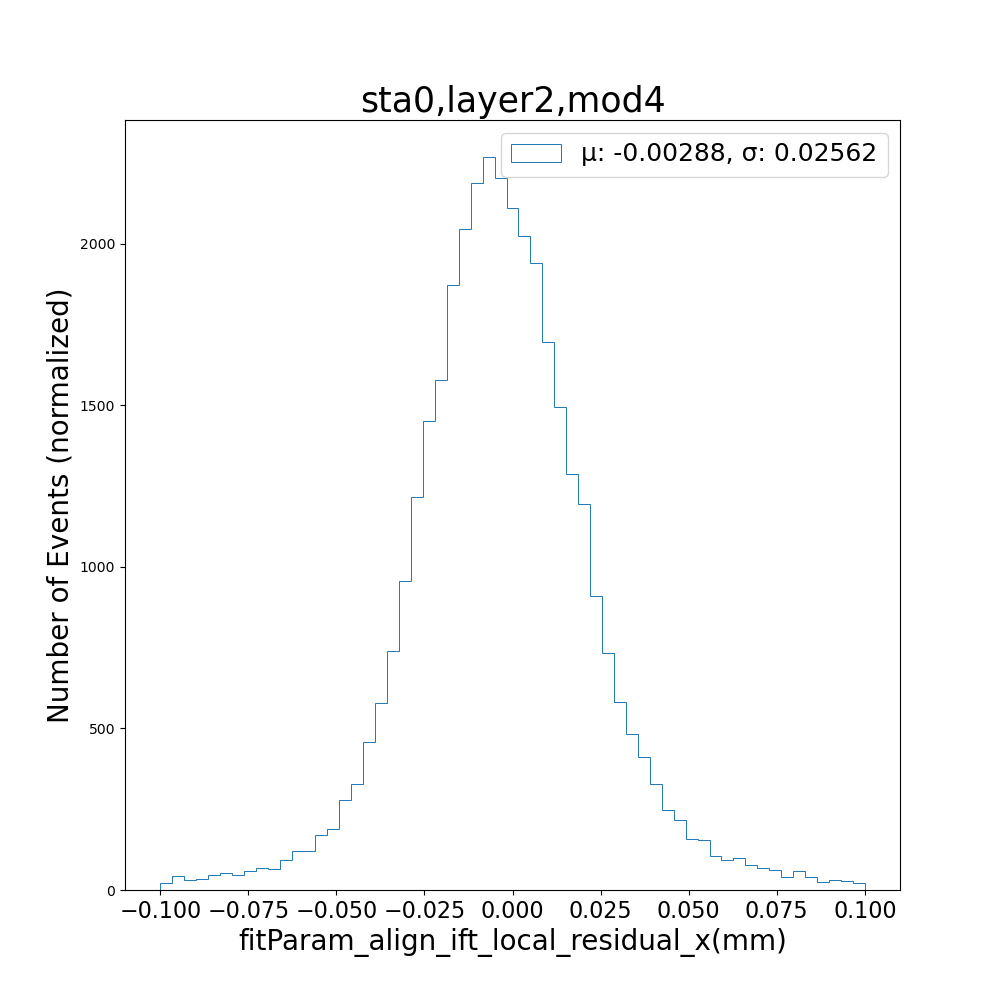 sta0,layer2,mod4
μ: -0.00288, σ: 0.02562
Number of Events (normalized)
2000
1500
1000
500
0
−0.100 −0.075 −0.050 −0.025 0.000 0.025 0.050 0.075 0.100
fitParam_align_ift_local_residual_x(mm)